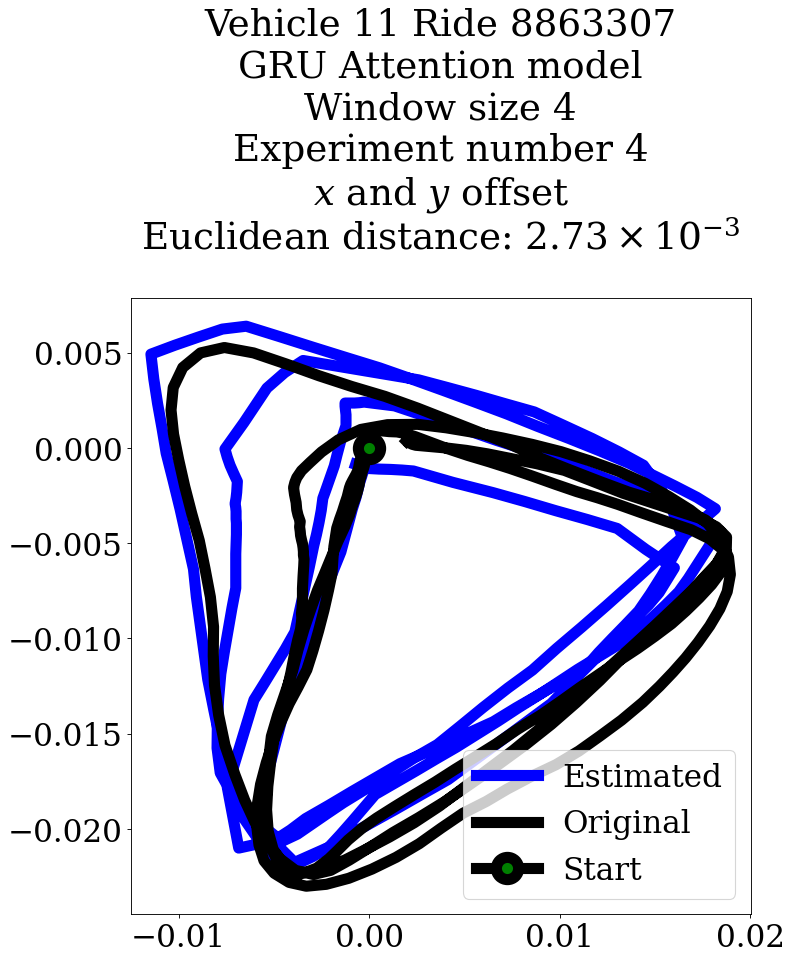 Vehicle 11 Ride 8863307
GRU Attention model
Window size 4
Experiment number 4
x and y offset
Euclidean distance: 2.73 × 10⁻³
0.005
0.000
−0.005
−0.010
−0.015
−0.020
Estimated
Original
Start
−0.01 0.00 0.01 0.02